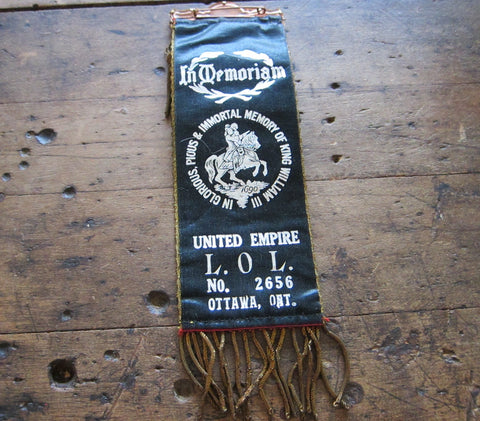 In Memoriam
IN GLORIOUS PIOUS & IMMORTAL MEMORY OF KING WILLIAM III
1690
UNITED EMPIRE
L. O L.
NO. 2656
OTTAWA, ONT.